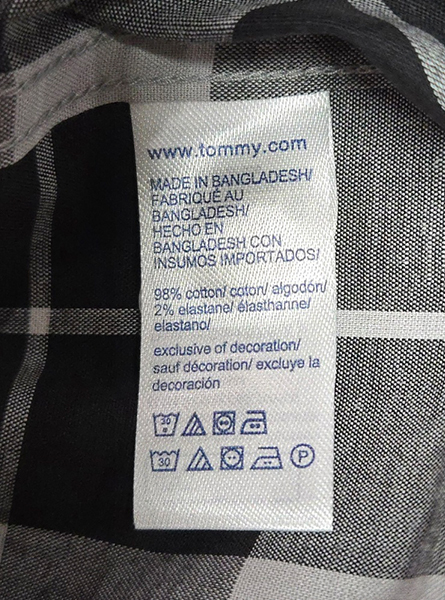 www.tommy.com
MADE IN BANGLADESH/
FABRIQUÉ AU
BANGLADESH/
HECHO EN
BANGLADESH CON
INSUMOS IMPORTADOS/
98% cotton/ coton/ algodón/
2% elastane/ élasthanne/
elastano/
exclusive of decoration/
sauf décoration/ excluye la
decoración
30
30 P